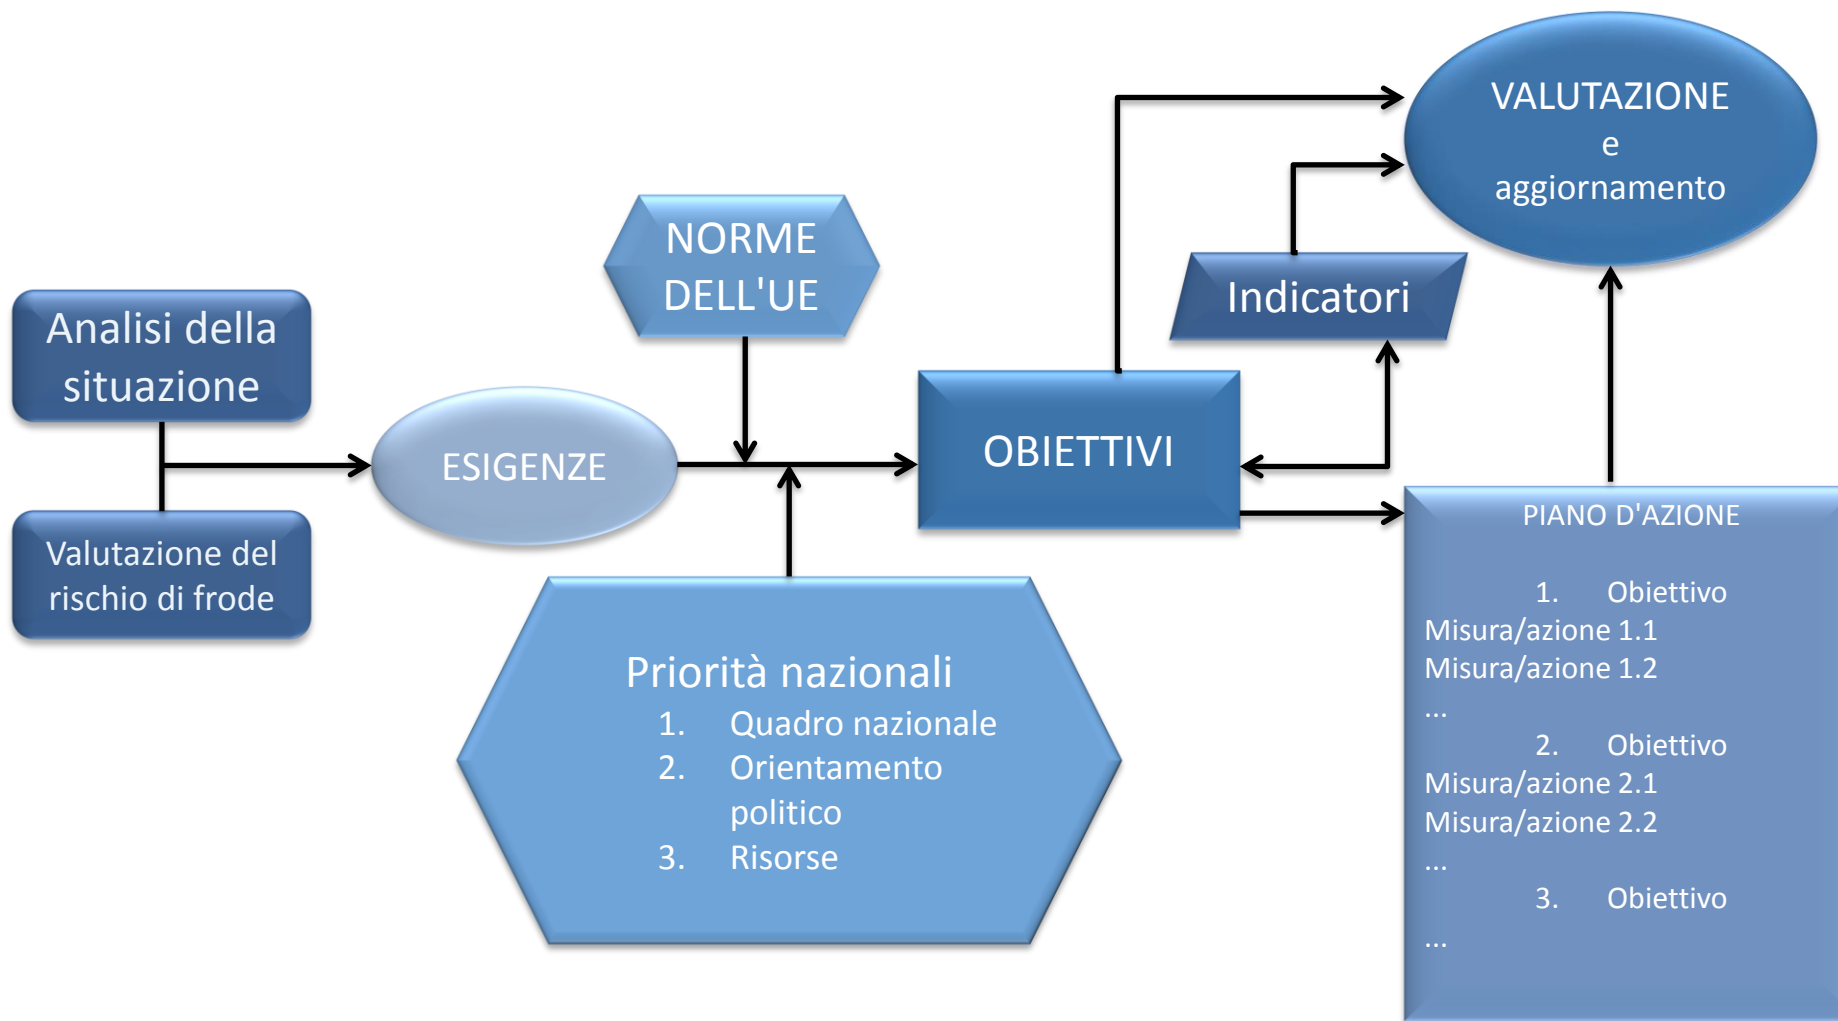 Analisi della
situazione
Valutazione del
rischio di frode
ESIGENZE
NORME
DELL'UE
Priorità nazionali
1. Quadro nazionale
2. Orientamento
politico
3. Risorse
OBIETTIVI
Indicatori
VALUTAZIONE
e
aggiornamento
PIANO D'AZIONE
1. Obiettivo
Misura/azione 1.1
Misura/azione 1.2
...
2. Obiettivo
Misura/azione 2.1
Misura/azione 2.2
...
3. Obiettivo
...